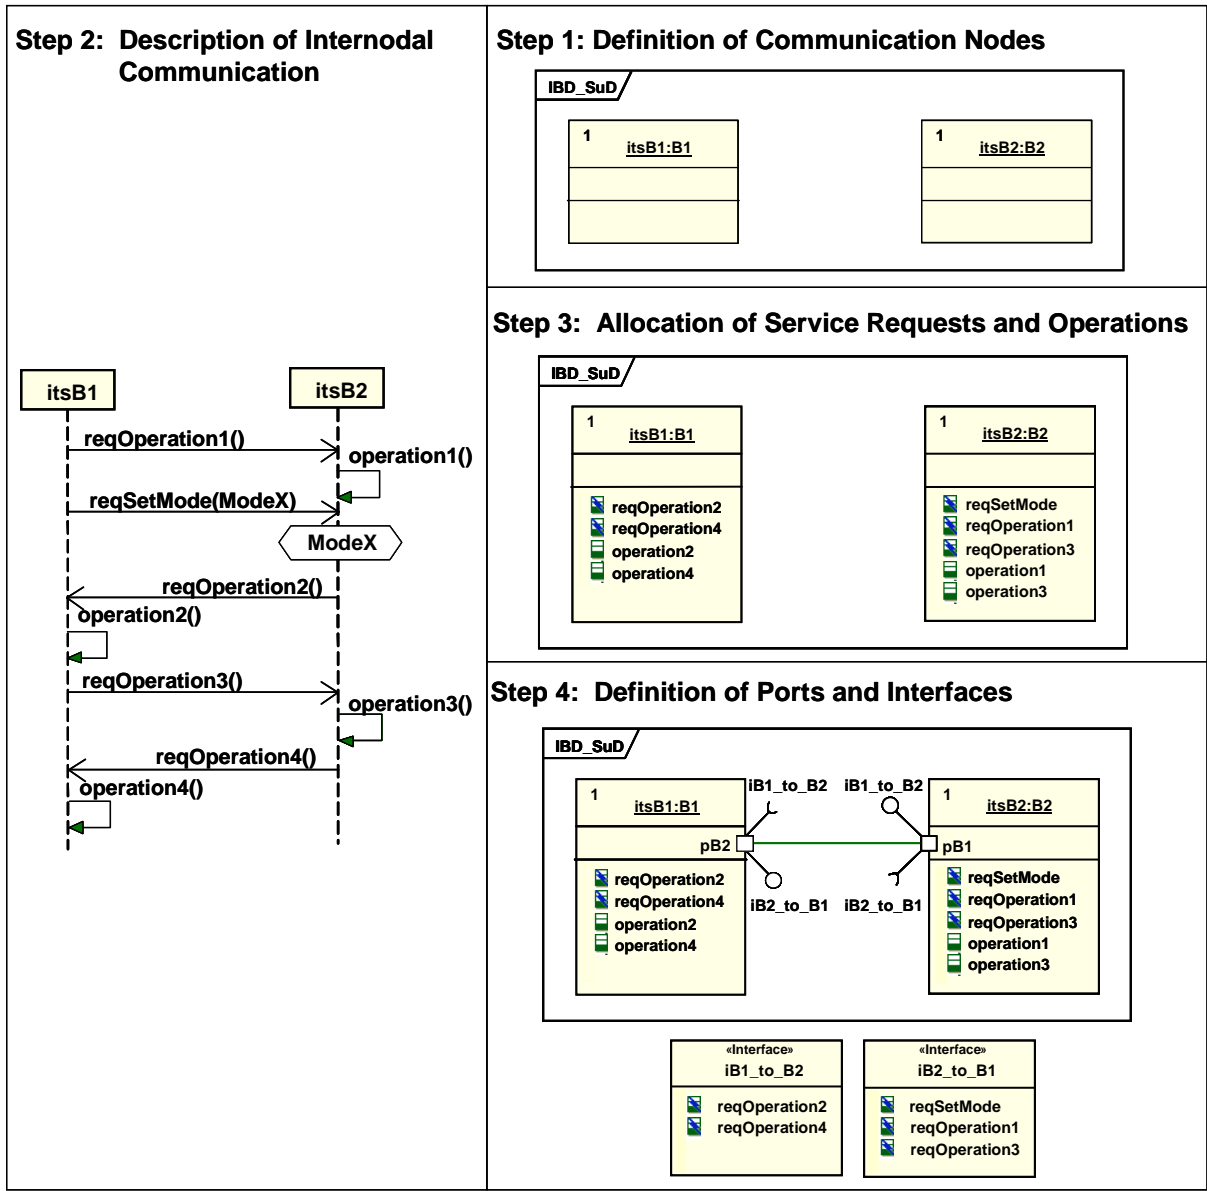 Step 2: Description of Internodal
Communication
itsB1
itsB2
reqOperation1()
operation1()
reqSetMode(ModeX)
ModeX
reqOperation2()
operation2()
reqOperation3()
operation3()
reqOperation4()
operation4()
Step 1: Definition of Communication Nodes
IBD_SuD
1
itsB1:B1
1
itsB2:B2
Step 3: Allocation of Service Requests and Operations
IBD_SuD
1
itsB1:B1
reqOperation2
reqOperation4
operation2
operation4
1
itsB2:B2
reqSetMode
reqOperation1
reqOperation3
operation1
operation3
Step 4: Definition of Ports and Interfaces
IBD_SuD
1
itsB1:B1
pB2
reqOperation2
reqOperation4
operation2
operation4
iB1_to_B2
iB1_to_B2
iB2_to_B1
iB2_to_B1
1
itsB2:B2
pB1
reqSetMode
reqOperation1
reqOperation3
operation1
operation3
«Interface»
iB1_to_B2
reqOperation2
reqOperation4
«Interface»
iB2_to_B1
reqSetMode
reqOperation1
reqOperation3